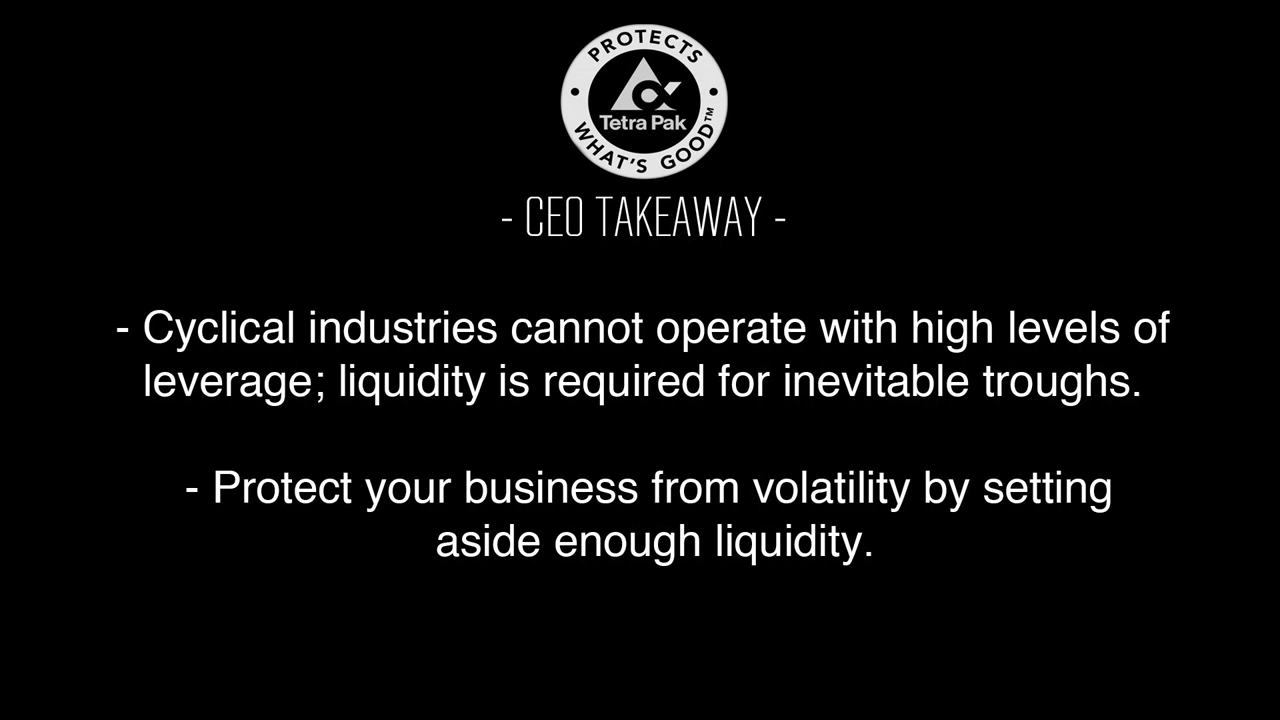 PROTECTS
Tetra Pak
WHAT'S GOOD™
- CEO TAKEAWAY -
- Cyclical industries cannot operate with high levels of
leverage; liquidity is required for inevitable troughs.
- Protect your business from volatility by setting
aside enough liquidity.